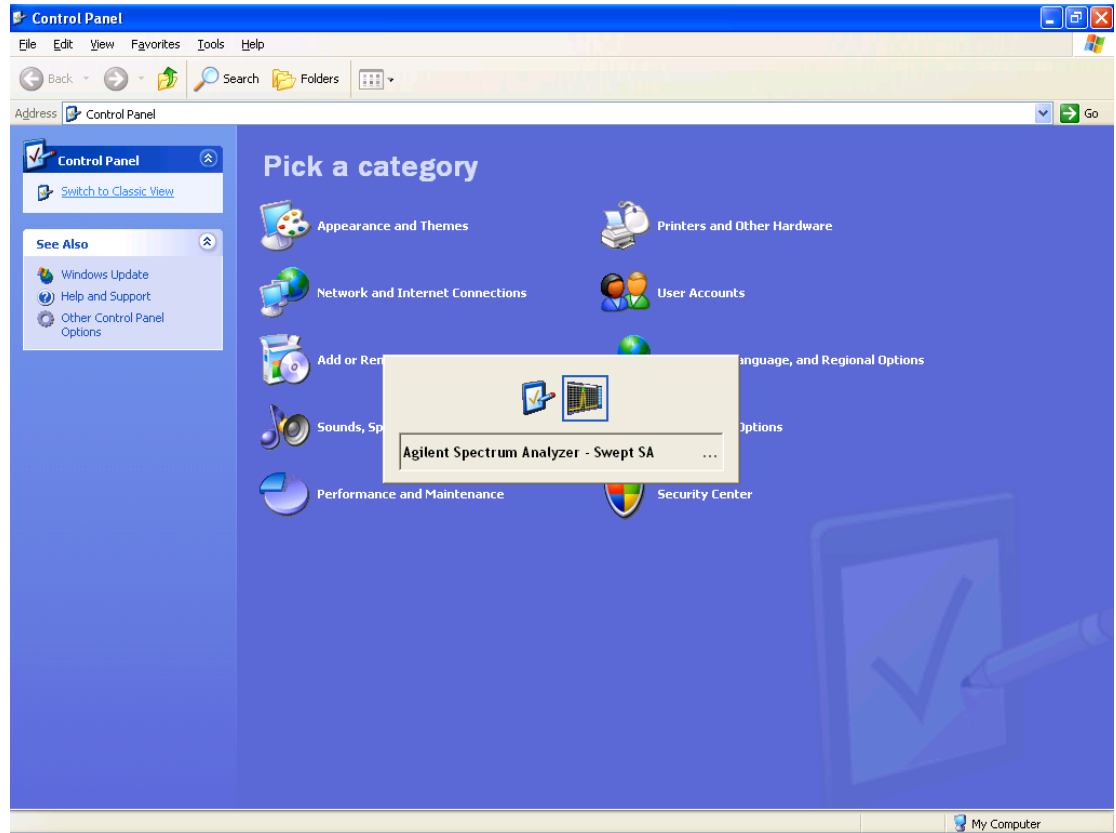 Control Panel
File Edit View Favorites Tools Help
Back Search Folders
Address Control Panel Go
Control Panel
Switch to Classic View
See Also
Windows Update
Help and Support
Other Control Panel
Options
Pick a category
Appearance and Themes
Printers and Other Hardware
Network and Internet Connections
User Accounts
Add or Rem
anguage, and Regional Options
Sounds, Sp
Options
Performance and Maintenance
Security Center
Agilent Spectrum Analyzer - Swept SA ...
My Computer